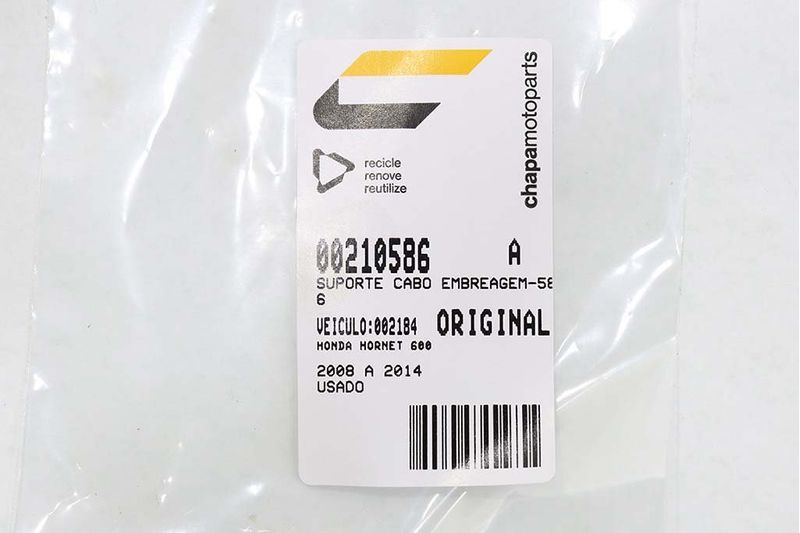 chapamotoparts
recicle
renove
reutilize
00210586 A
SUPORTE CABO EMBREAGEM-58
6
VEICULO:002184 ORIGINAL
HONDA HORNET 600
2008 A 2014
USADO